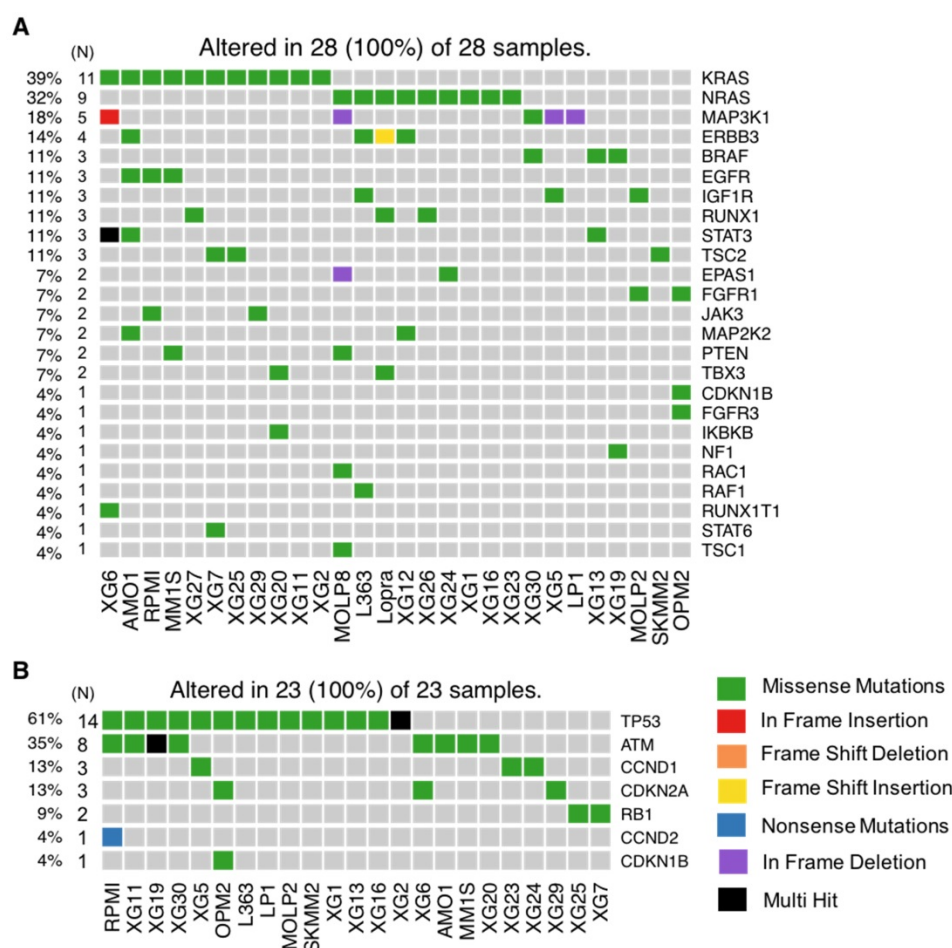 A
(N)
Altered in 28 (100%) of 28 samples.
39% 11 KRAS
32% 9 NRAS
18% 5 MAP3K1
14% 4 ERBB3
11% 3 BRAF
11% 3 EGFR
11% 3 IGF1R
11% 3 RUNX1
11% 3 STAT3
11% 3 TSC2
7% 2 EPAS1
7% 2 FGFR1
7% 2 JAK3
7% 2 MAP2K2
7% 2 PTEN
7% 2 TBX3
4% 1 CDKN1B
4% 1 FGFR3
4% 1 IKBKB
4% 1 NF1
4% 1 RAC1
4% 1 RAF1
4% 1 RUNX1T1
4% 1 STAT6
4% 1 TSC1
XG6 AMO1 RPMI MM1S XG27 XG7 XG25 XG29 XG20 XG11 XG2 MOLP8 L363 Lopra XG12 XG26 XG24 XG1 XG16 XG23 XG30 XG5 LP1 XG13 XG19 MOLP2 SKMM2 OPM2
B
(N)
Altered in 23 (100%) of 23 samples.
61% 14 TP53
35% 8 ATM
13% 3 CCND1
13% 3 CDKN2A
9% 2 RB1
4% 1 CCND2
4% 1 CDKN1B
RPMI XG11 XG19 XG30 XG5 OPM2 L363 LP1 MOLP2 SKMM2 XG1 XG13 XG16 XG2 XG6 AMO1 MM1S XG20 XG23 XG24 XG29 XG25 XG7
Missense Mutations
In Frame Insertion
Frame Shift Deletion
Frame Shift Insertion
Nonsense Mutations
In Frame Deletion
Multi Hit